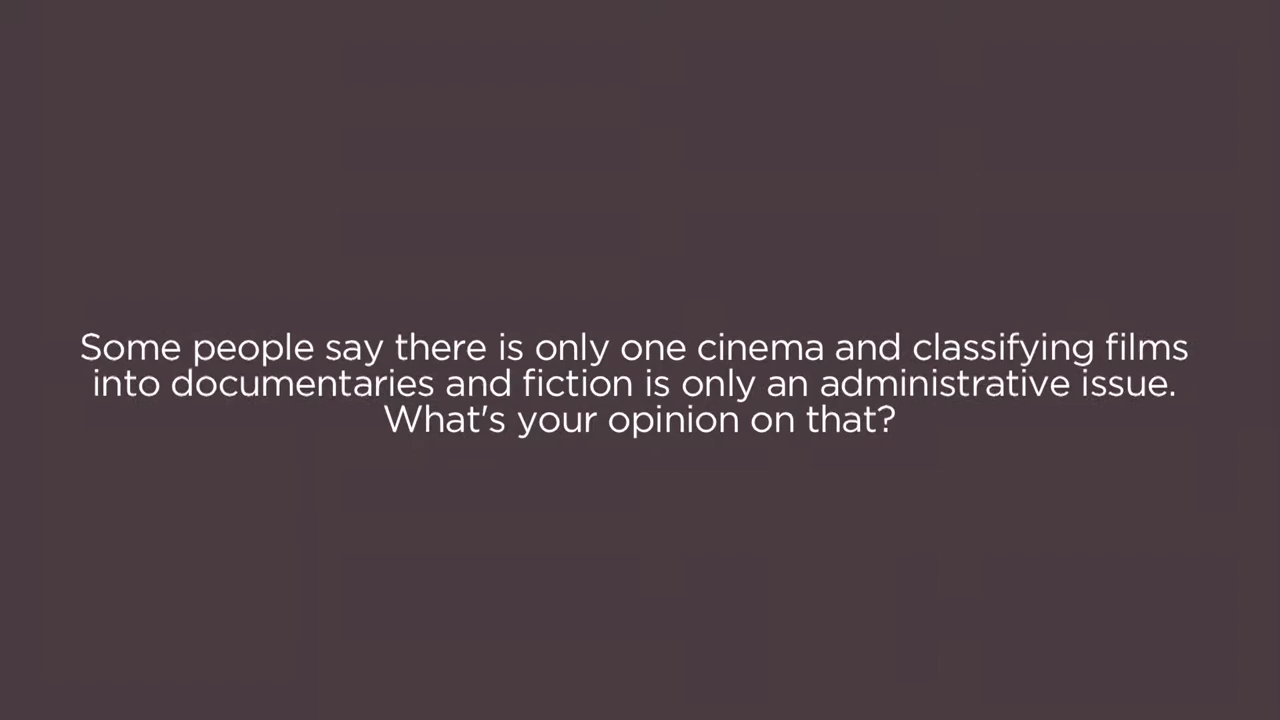 Some people say there is only one cinema and classifying films
into documentaries and fiction is only an administrative issue.
What's your opinion on that?